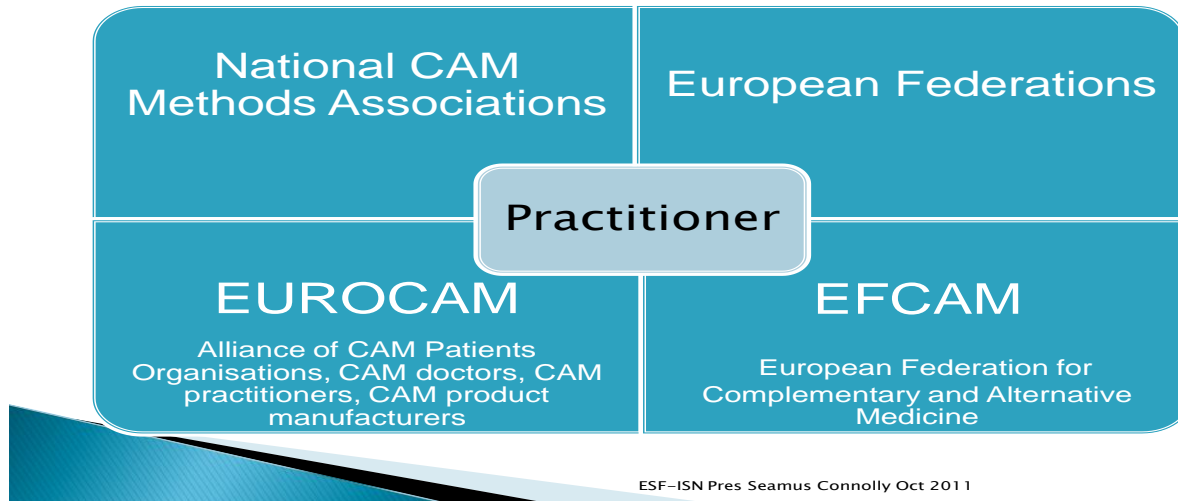 National CAM
Methods Associations
European Federations
Practitioner
EUROCAM
Alliance of CAM Patients
Organisations, CAM doctors, CAM
practitioners, CAM product
manufacturers
EFCAM
European Federation for
Complementary and Alternative
Medicine
ESF-ISN Pres Seamus Connolly Oct 2011